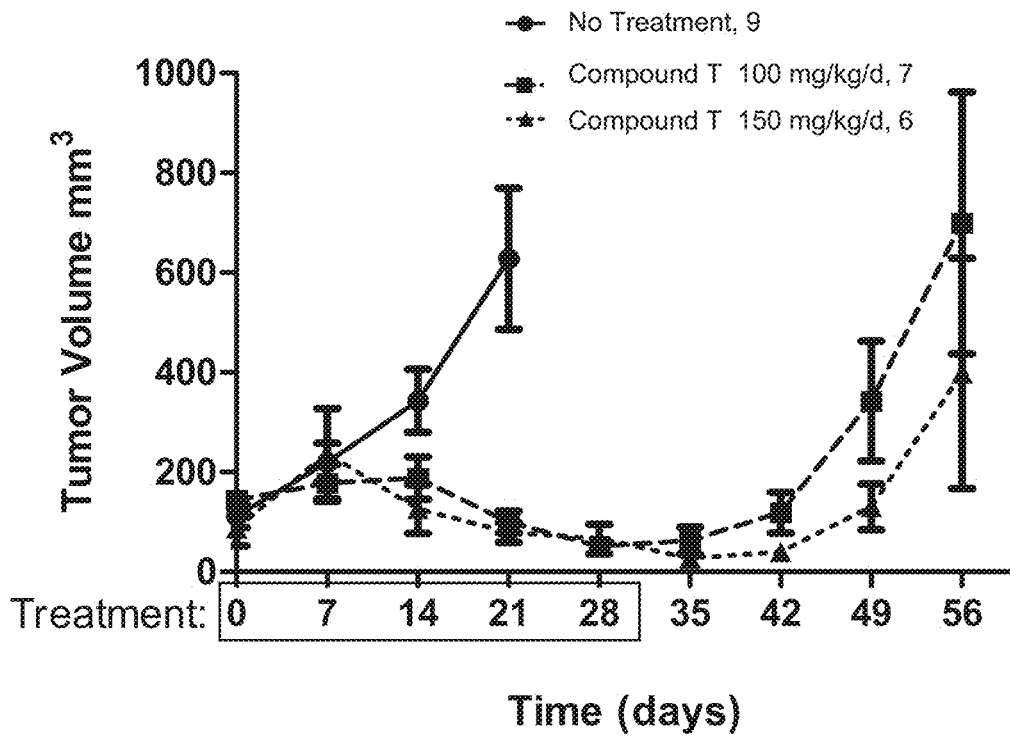 No Treatment, 9
Compound T 100 mg/kg/d, 7
Compound T 150 mg/kg/d, 6
1000
800
600
400
200
0
Tumor Volume mm³
Treatment: 0 7 14 21 28 35 42 49 56
Time (days)